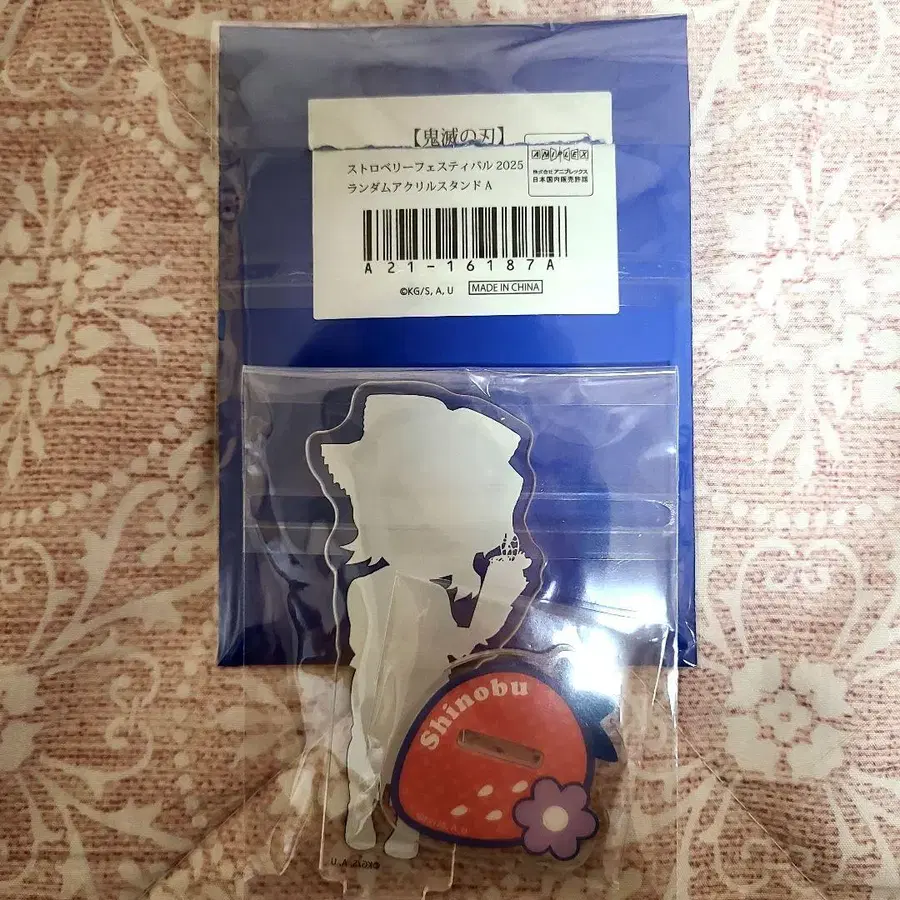 【鬼滅の刃】
ストロベリーフェスティバル 2025
ランダムアクリルスタンド A
ANIPLEX
株式会社アニプレックス
日本国内販売許諾
A21-16187A
©KG/S, A, U
MADE IN CHINA
Shinobu
©KG/S, A, U
©KG/S, A, U